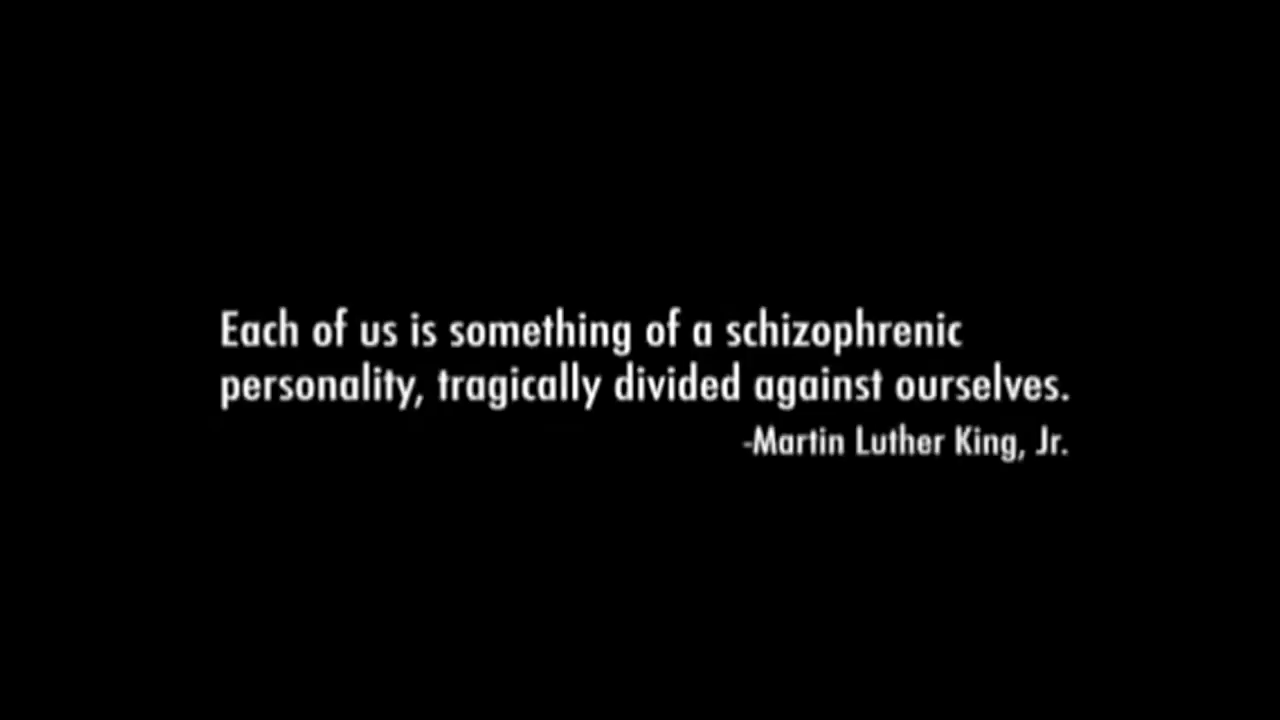 Each of us is something of a schizophrenic
personality, tragically divided against ourselves.
-Martin Luther King, Jr.